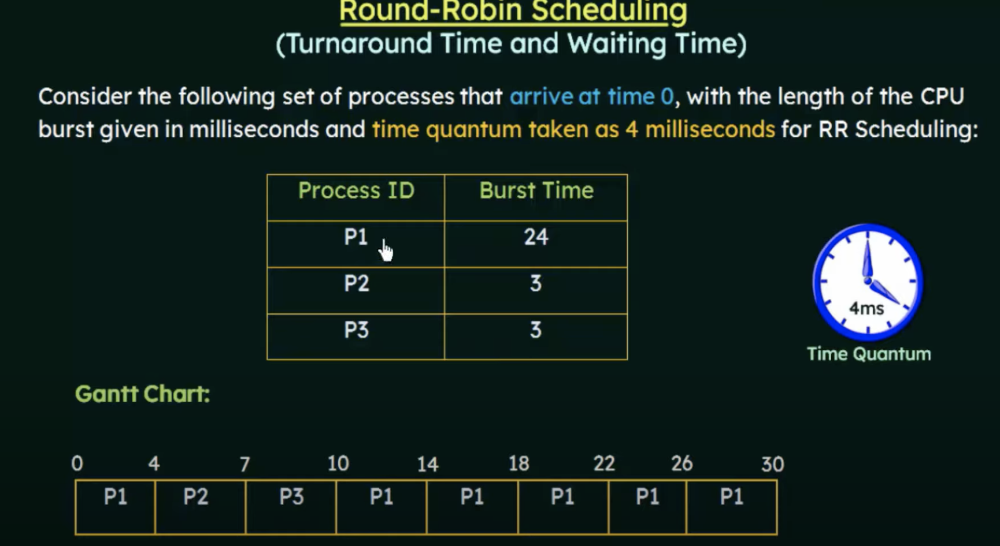 Round-Robin Scheduling
(Turnaround Time and Waiting Time)
Consider the following set of processes that arrive at time 0, with the length of the CPU
burst given in milliseconds and time quantum taken as 4 milliseconds for RR Scheduling:
Process ID Burst Time
P1 24
P2 3
P3 3
4ms
Time Quantum
Gantt Chart:
0 4 7 10 14 18 22 26 30
P1 P2 P3 P1 P1 P1 P1 P1